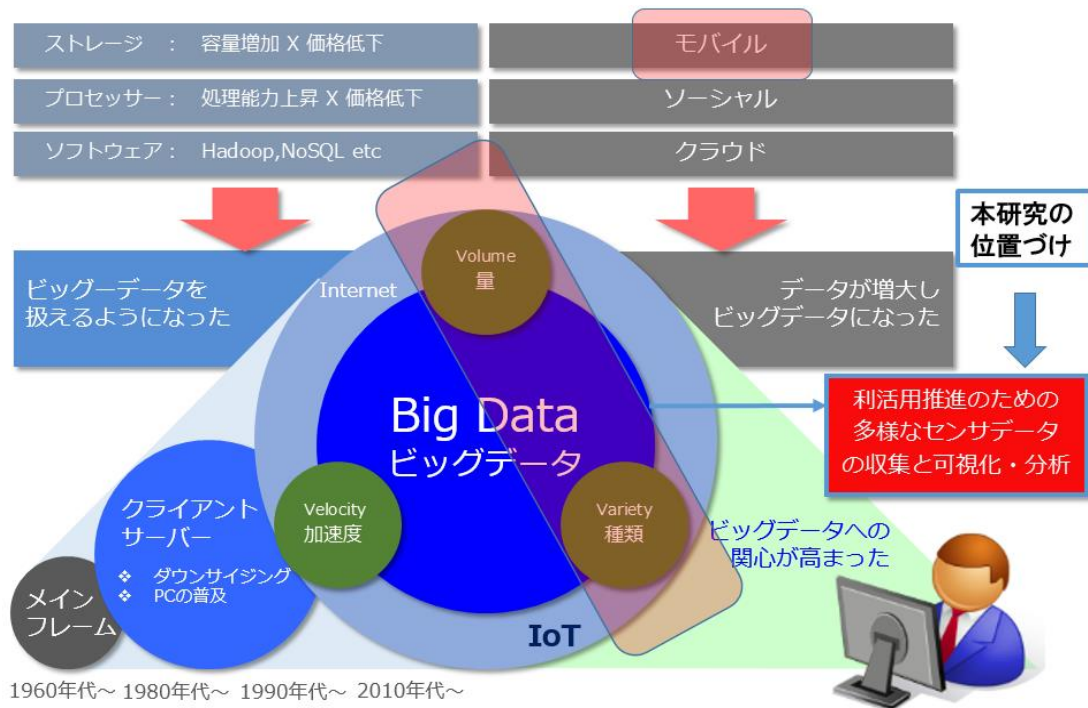 ストレージ : 容量増加 X 価格低下
プロセッサー: 処理能力上昇 X 価格低下
ソフトウェア: Hadoop,NoSQL etc
モバイル
ソーシャル
クラウド
本研究の
位置づけ
ビッグーデータを
扱えるようになった
Internet
Volume
量
データが増大し
ビッグデータになった
Big Data
ビッグデータ
利活用推進のための
多様なセンサデータ
の収集と可視化・分析
クライアント
サーバー
❖ ダウンサイジング
❖ PCの普及
Velocity
加速度
Variety
種類
ビッグデータへの
関心が高まった
メイン
フレーム
IoT
1960年代～ 1980年代～ 1990年代～ 2010年代～